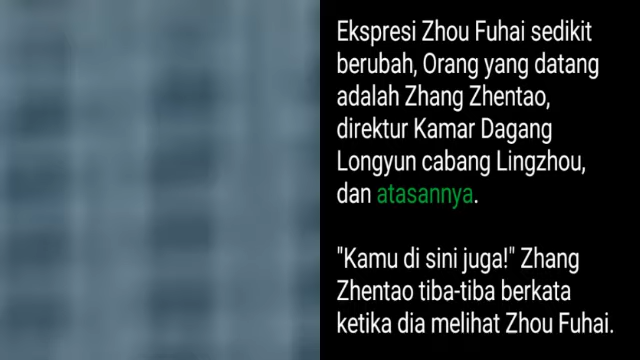 Ekspresi Zhou Fuhai sedikit
berubah, Orang yang datang
adalah Zhang Zhentao,
direktur Kamar Dagang
Longyun cabang Lingzhou,
dan atasannya.
"Kamu di sini juga!" Zhang
Zhentao tiba-tiba berkata
ketika dia melihat Zhou Fuhai.